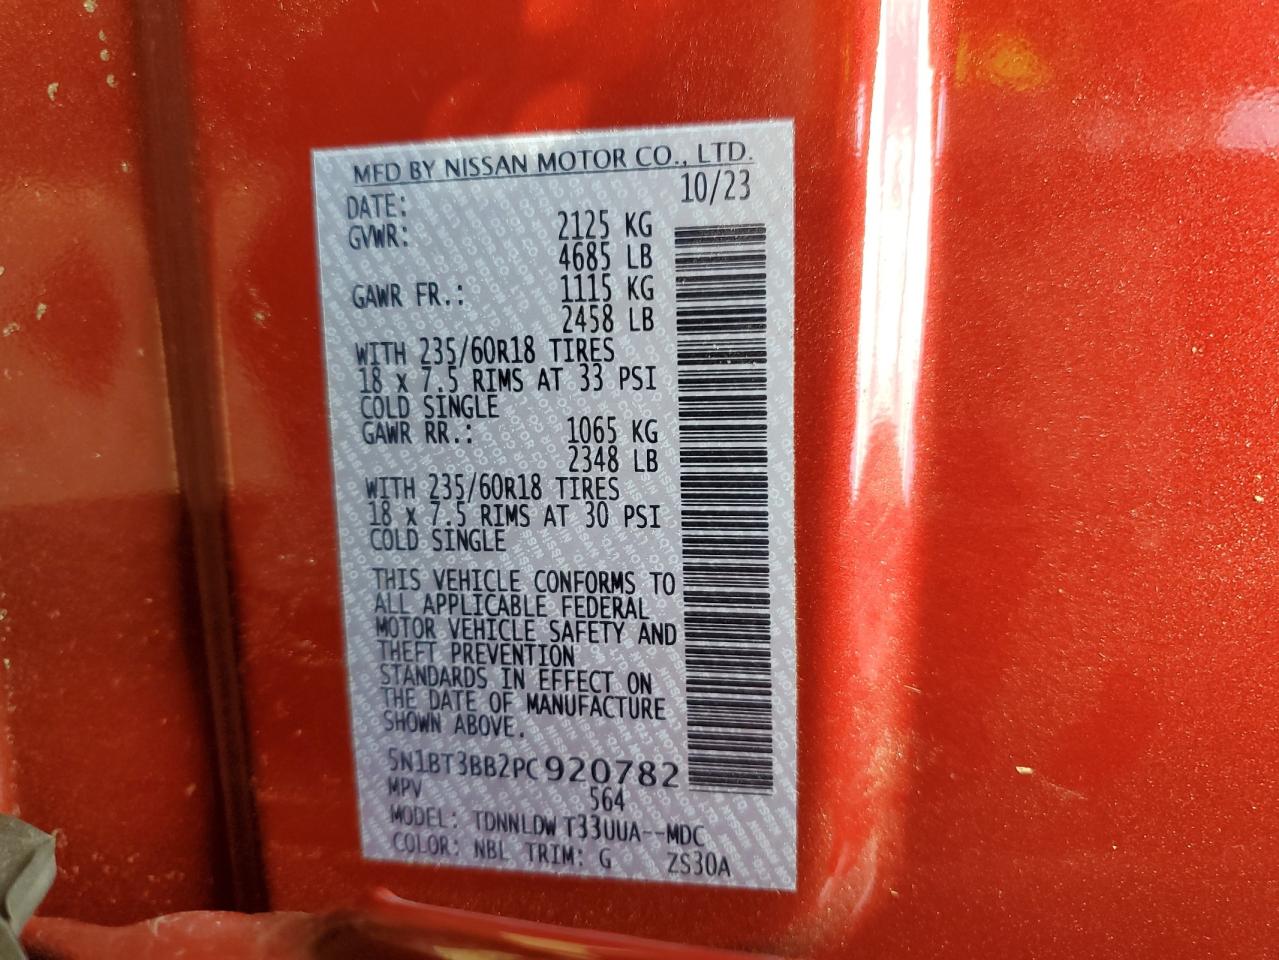 MFD BY NISSAN MOTOR CO., LTD.
DATE: 10/23
GVWR: 2125 KG
4685 LB
GAWR FR.: 1115 KG
2458 LB
WITH 235/60R18 TIRES
18 x 7.5 RIMS AT 33 PSI
COLD SINGLE
GAWR RR.: 1065 KG
2348 LB
WITH 235/60R18 TIRES
18 x 7.5 RIMS AT 30 PSI
COLD SINGLE
THIS VEHICLE CONFORMS TO
ALL APPLICABLE FEDERAL
MOTOR VEHICLE SAFETY AND
THEFT PREVENTION
STANDARDS IN EFFECT ON
THE DATE OF MANUFACTURE
SHOWN ABOVE.
5N1BT3BB2PC920782
MPV 564
MODEL: TDNNLDW T33UUA--MDC
COLOR: NBL TRIM: G ZS30A